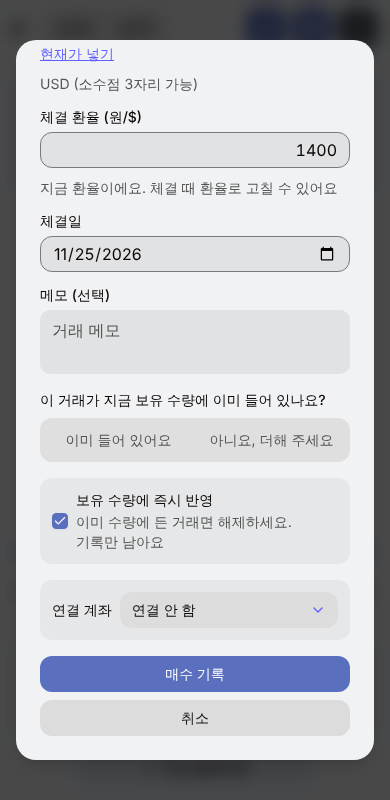 현재가 넣기
USD (소수점 3자리 가능)
체결 환율 (원/$)
1400
지금 환율이에요. 체결 때 환율로 고칠 수 있어요
체결일
11/25/2026
메모 (선택)
거래 메모
이 거래가 지금 보유 수량에 이미 들어 있나요?
이미 들어 있어요
아니요, 더해 주세요
보유 수량에 즉시 반영
이미 수량에 든 거래면 해제하세요.
기록만 남아요
연결 계좌
연결 안 함
매수 기록
취소